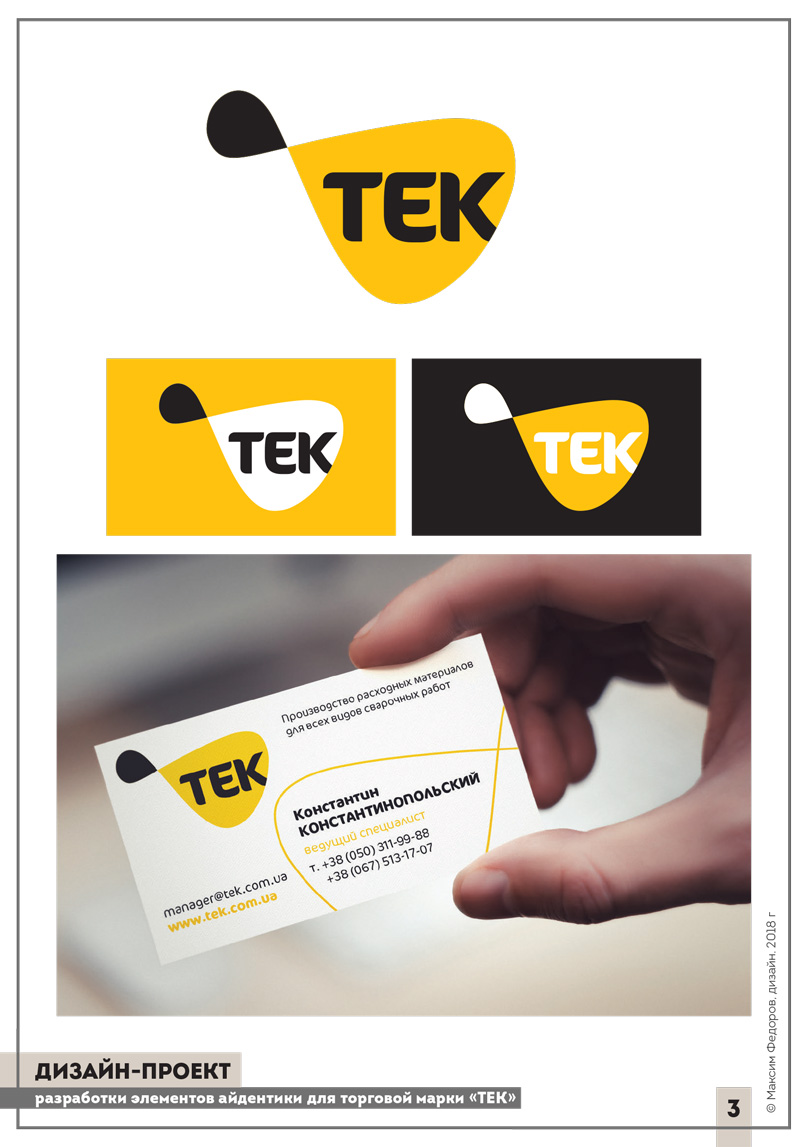 ТЕК
ТЕК
ТЕК
Производство расходных материалов
для всех видов сварочных работ
ТЕК
Константин
КОНСТАНТИНОПОЛЬСКИЙ
ведущий специалист
т. +38 (050) 311-99-88
+38 (067) 513-17-07
manager@tek.com.ua
www.tek.com.ua
© Максим Федоров, дизайн. 2018 г
ДИЗАЙН-ПРОЕКТ
разработки элементов айдентики для торговой марки «ТЕК»
3